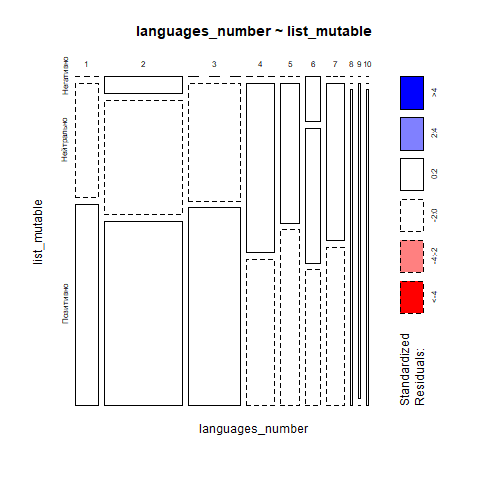 languages_number ~ list_mutable
1 2 3 4 5 6 7 8 9 10
Негативно
Нейтрально
Позитивно
list_mutable
languages_number
>4
2:4
0:2
-2:0
-4:-2
<-4
Standardized
Residuals: